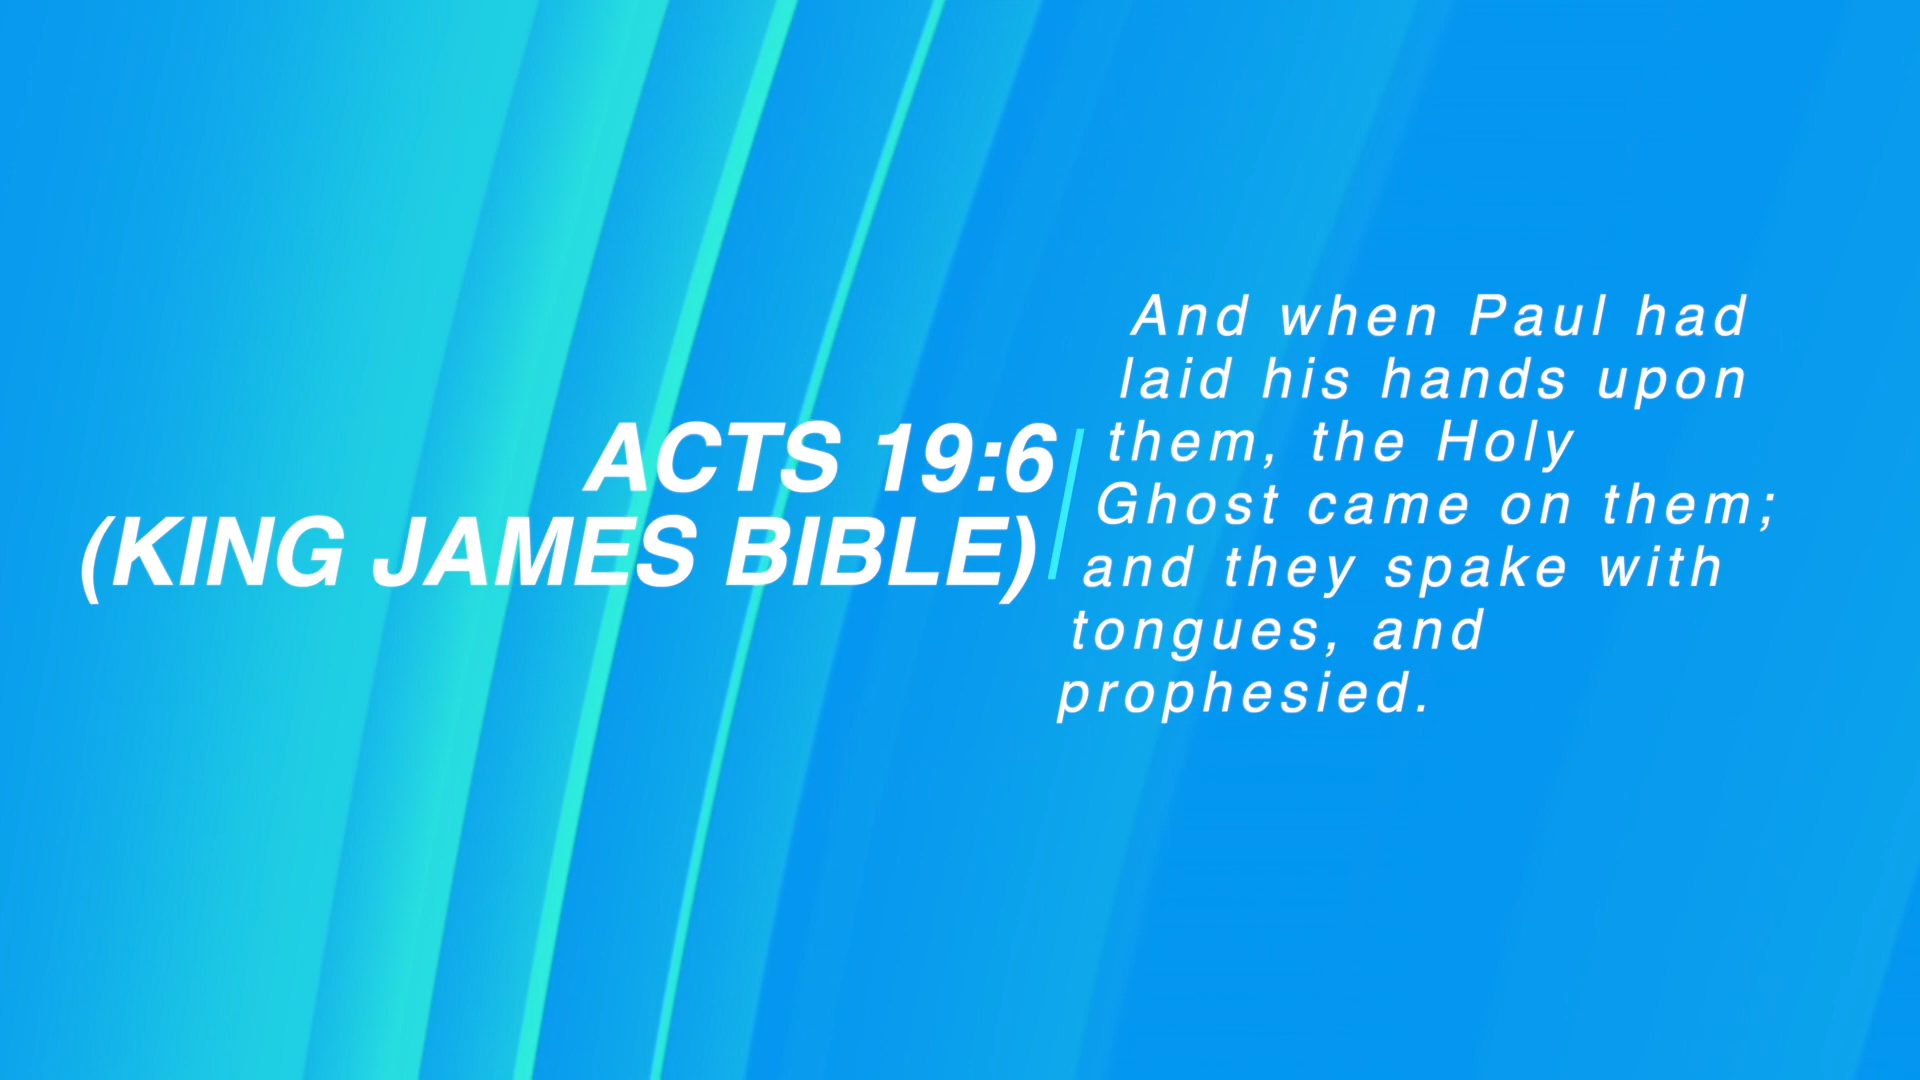 ACTS 19:6
(KING JAMES BIBLE)
And when Paul had
laid his hands upon
them, the Holy
Ghost came on them;
and they spake with
tongues, and
prophesied.